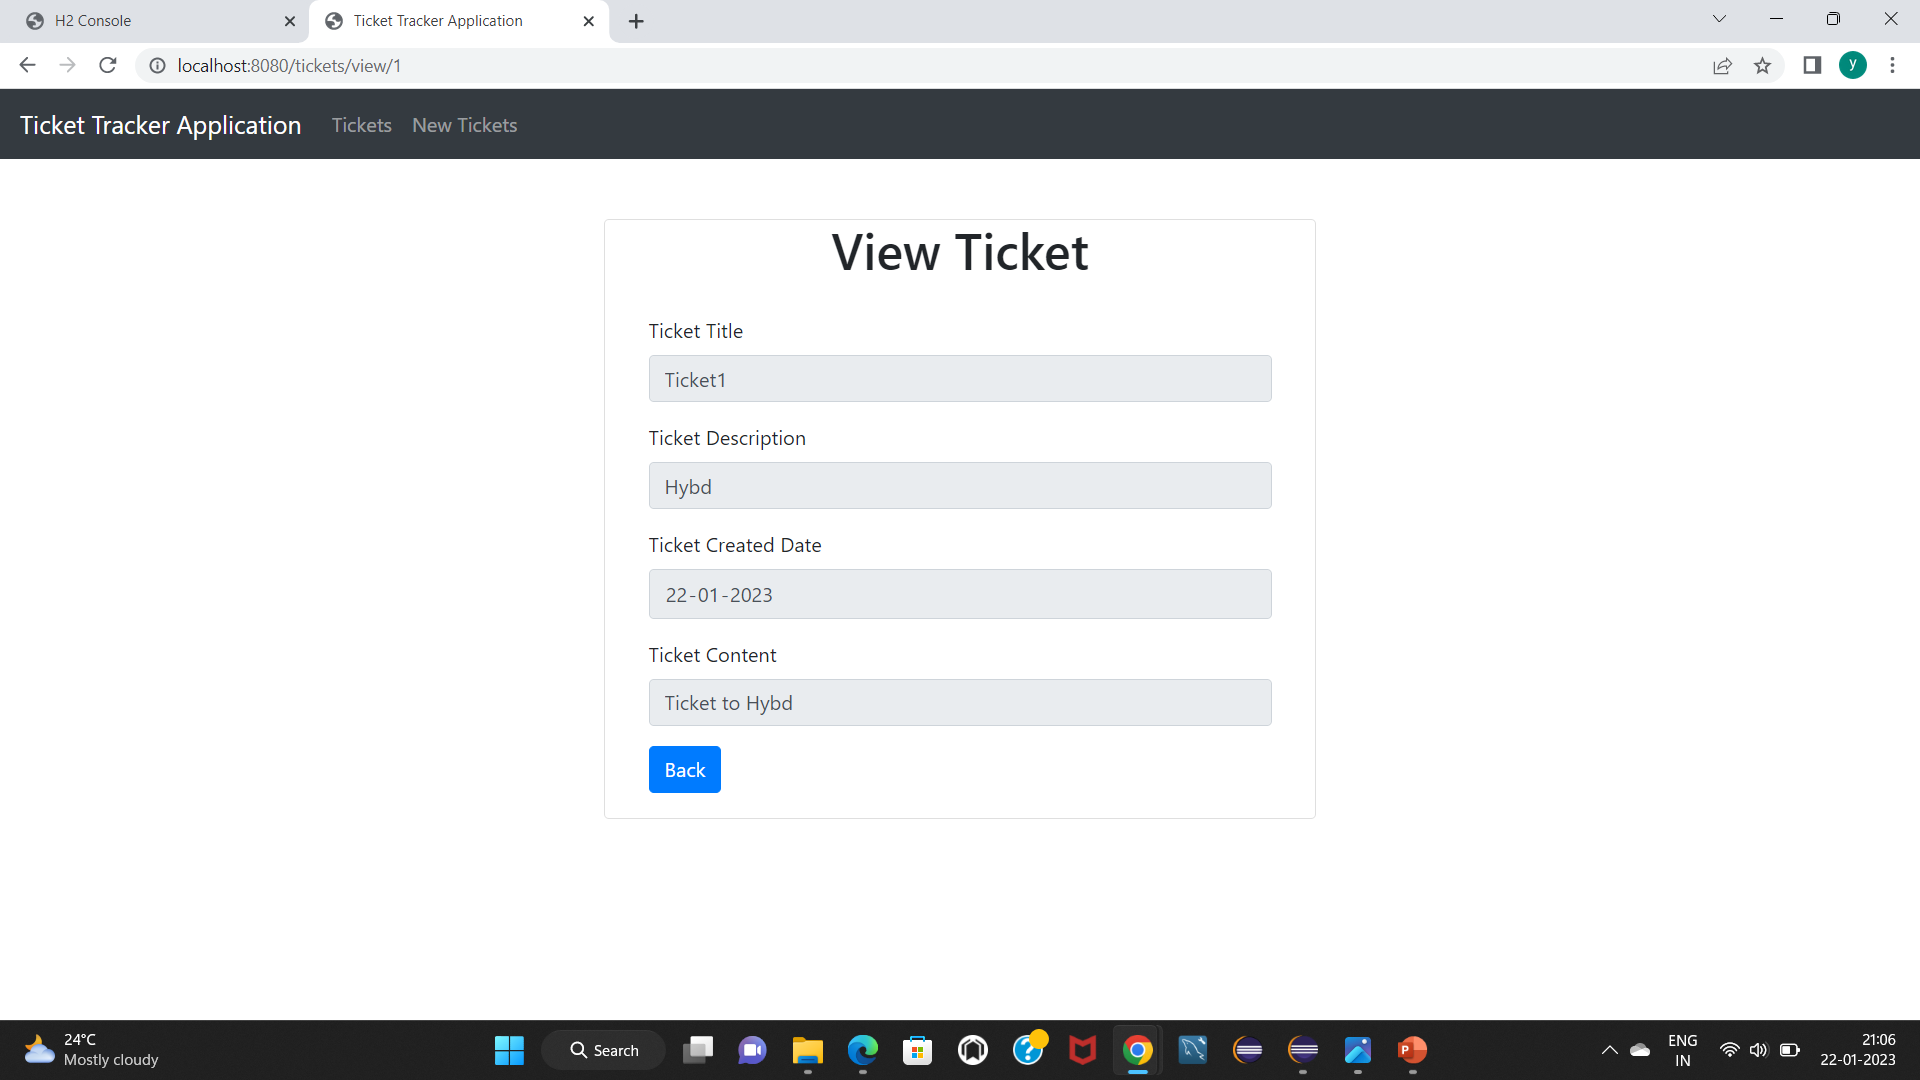 H2 Console
Ticket Tracker Application
localhost:8080/tickets/view/1
y
Ticket Tracker Application Tickets New Tickets
View Ticket
Ticket Title
Ticket1
Ticket Description
Hybd
Ticket Created Date
22-01-2023
Ticket Content
Ticket to Hybd
Back
24°C
Mostly cloudy
Search
ENG
IN
21:06
22-01-2023